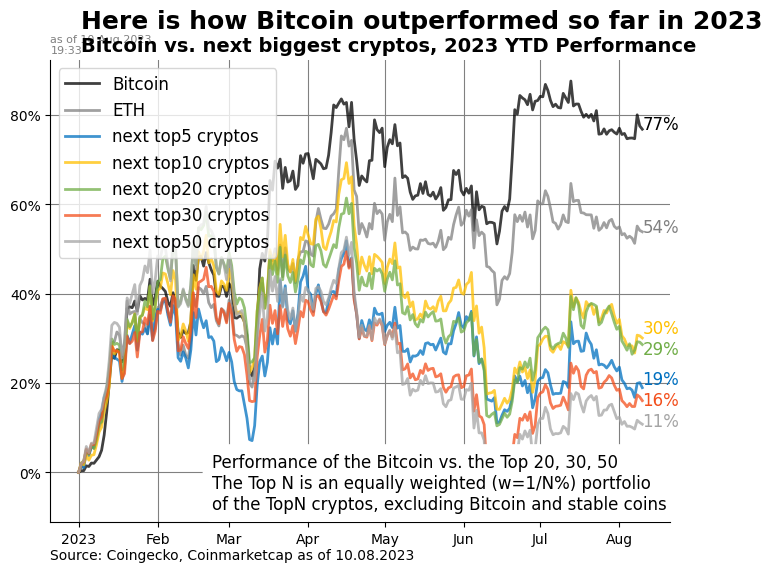 Here is how Bitcoin outperformed so far in 2023
as of 10 Aug 2023
19:33
Bitcoin vs. next biggest cryptos, 2023 YTD Performance
Bitcoin
ETH
next top5 cryptos
next top10 cryptos
next top20 cryptos
next top30 cryptos
next top50 cryptos
80%
60%
40%
20%
0%
77%
54%
30%
29%
19%
16%
11%
Performance of the Bitcoin vs. the Top 20, 30, 50
The Top N is an equally weighted (w=1/N%) portfolio
of the TopN cryptos, excluding Bitcoin and stable coins
2023 Feb Mar Apr May Jun Jul Aug
Source: Coingecko, Coinmarketcap as of 10.08.2023